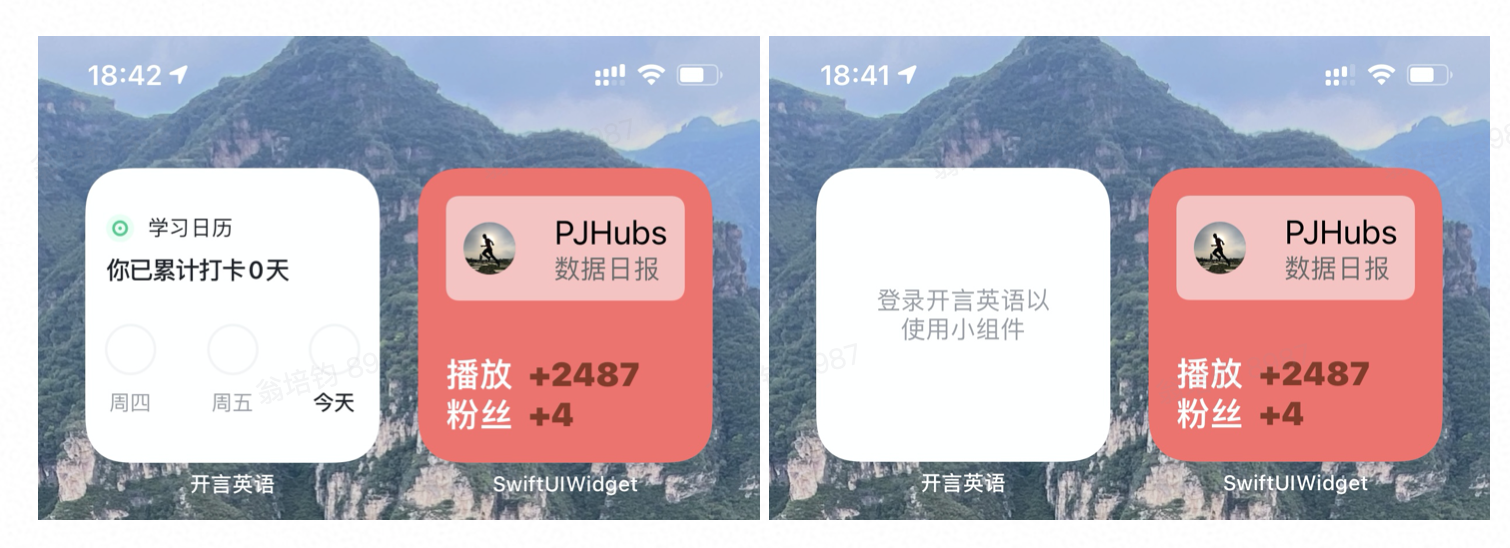 18:42
学习日历
你已累计打卡0天
周四 周五 今天
开言英语
PJHubs
数据日报
播放 +2487
粉丝 +4
SwiftUIWidget
18:41
登录开言英语以
使用小组件
开言英语
PJHubs
数据日报
播放 +2487
粉丝 +4
SwiftUIWidget